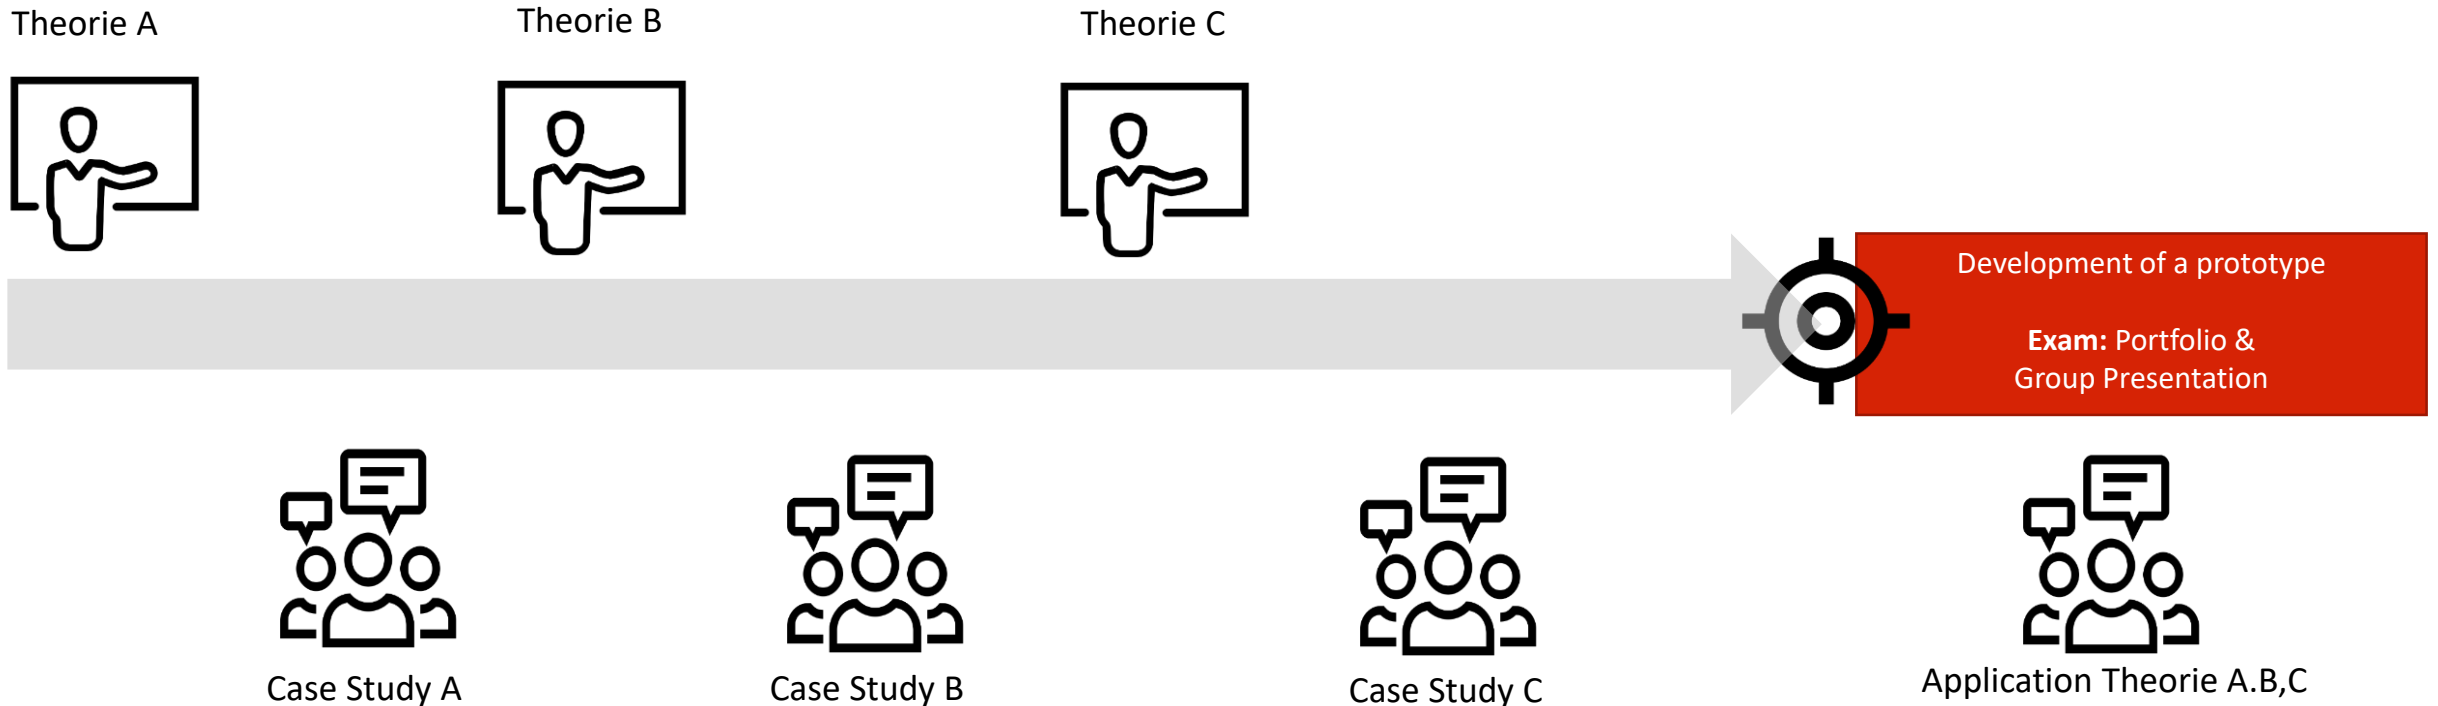 Theorie A
Theorie B
Theorie C
Development of a prototype
Exam: Portfolio &
Group Presentation
Case Study A
Case Study B
Case Study C
Application Theorie A.B,C